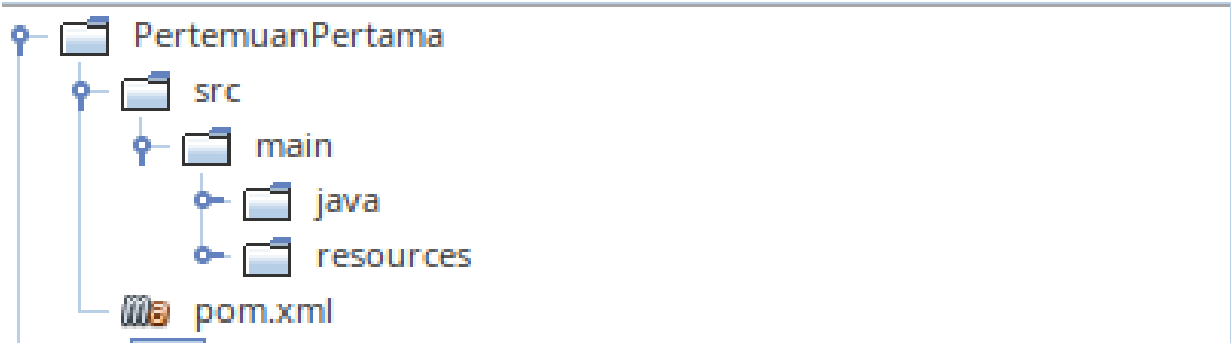 PertemuanPertama
src
main
java
resources
pom.xml